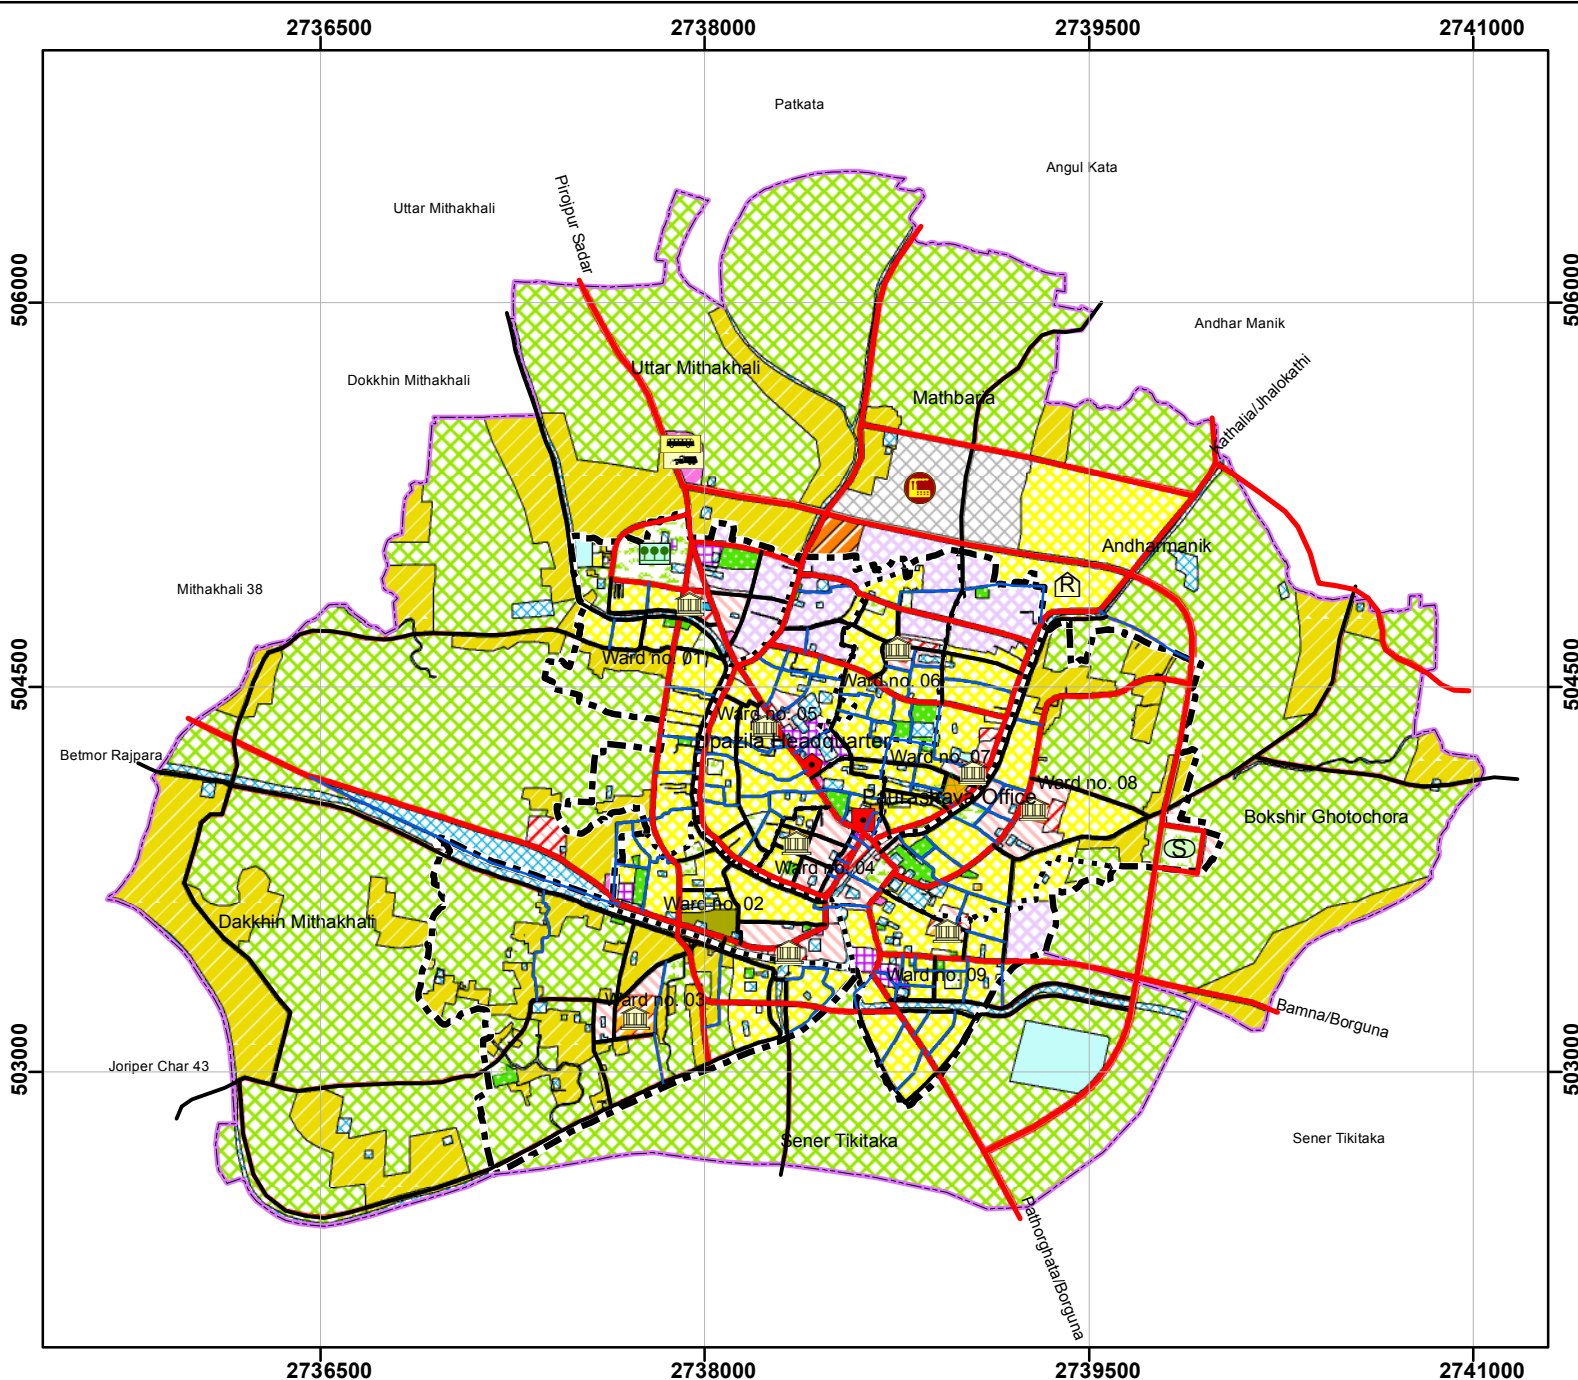 2736500
2738000
2739500
2741000
Patkata
Angul Kata
Uttar Mithakhali
Pirojpur Sadar
506000
506000
Andhar Manik
Dokkhin Mithakhali
Uttar Mithakhali
Mathbaria
Kathalia/Jhalokathi
Andharmanik
R
Mithakhali 38
504500
504500
Ward no. 01
Ward no. 06
Ward no. 05
Upazila Headquarter
Betmor Rajpara
Ward no. 07
Ward no. 08
Paurashava Office
Bokshir Ghotochora
S
Ward no. 04
Ward no. 02
Dakkhin Mithakhali
Ward no. 09
Ward no. 03
Bamna/Borguna
503000
503000
Joriper Char 43
Sener Tikitaka
Sener Tikitaka
Pathorghata/Borguna
2736500
2738000
2739500
2741000